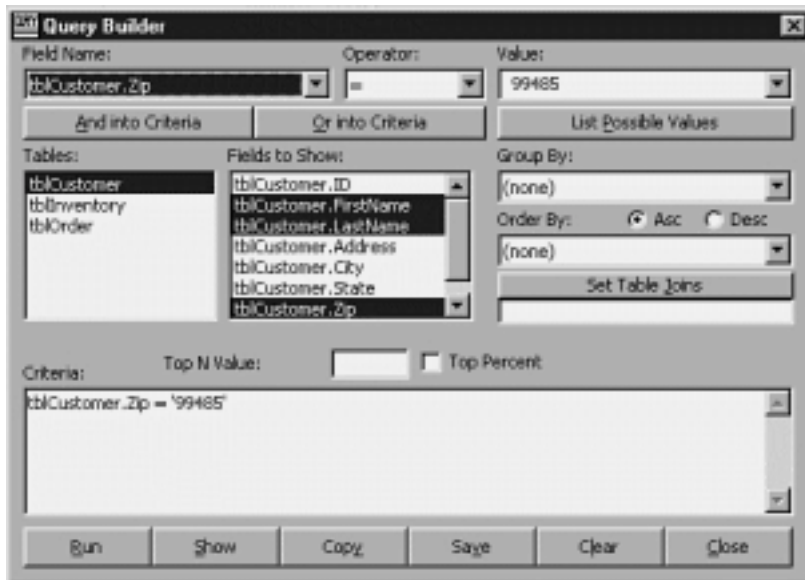 Query Builder
Field Name: Operator: Value:
tblCustomer.Zip = 99485
And into Criteria Or into Criteria List Possible Values
Tables: Fields to Show: Group By:
tblCustomer
tblInventory
tblOrder
tblCustomer.ID
tblCustomer.FirstName
tblCustomer.LastName
tblCustomer.Address
tblCustomer.City
tblCustomer.State
tblCustomer.Zip
(none)
Order By: Asc Desc
(none)
Set Table Joins
Criteria: Top N Value: Top Percent
tblCustomer.Zip = '99485'
Run Show Copy Save Clear Close